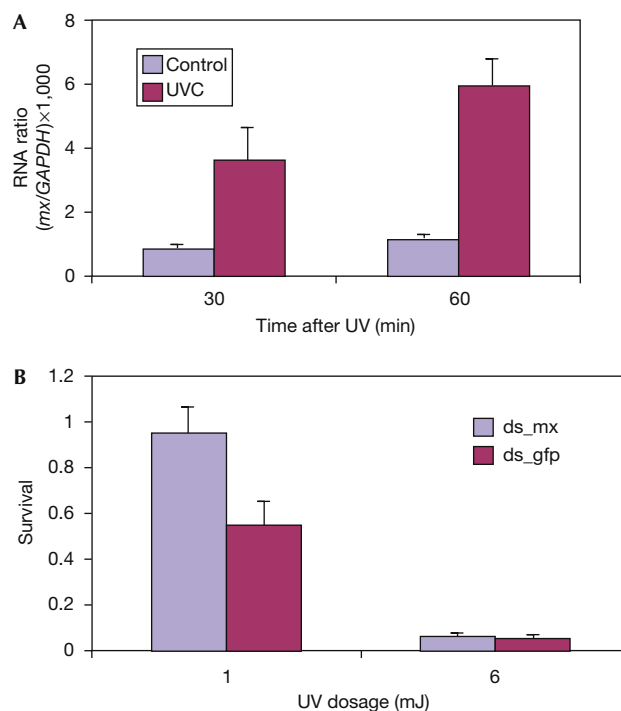 A
8
6
4
2
0
RNA ratio
(mx/GAPDH)×1,000
Control
UVC
30
60
Time after UV (min)
B
1.2
1
0.8
0.6
0.4
0.2
0
Survival
ds_mx
ds_gfp
1
6
UV dosage (mJ)